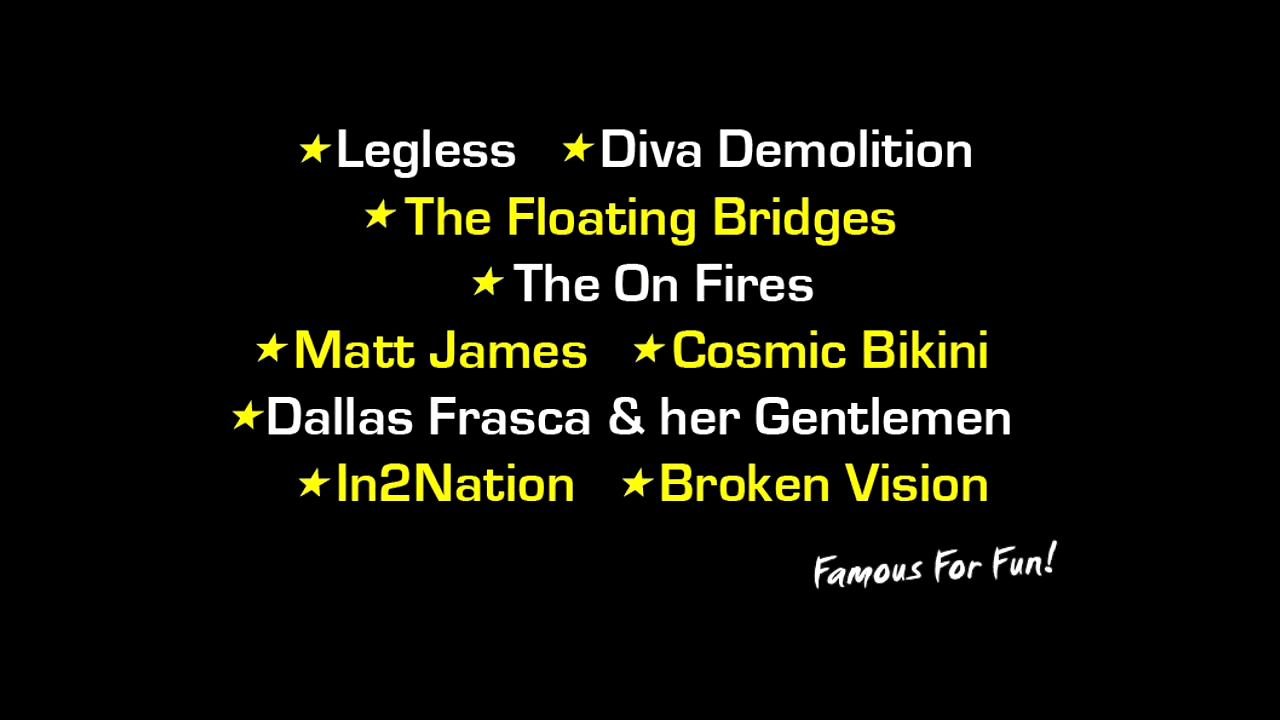 ★Legless ★Diva Demolition
★The Floating Bridges
★The On Fires
★Matt James ★Cosmic Bikini
★Dallas Frasca & her Gentlemen
★In2Nation ★Broken Vision
Famous For Fun!